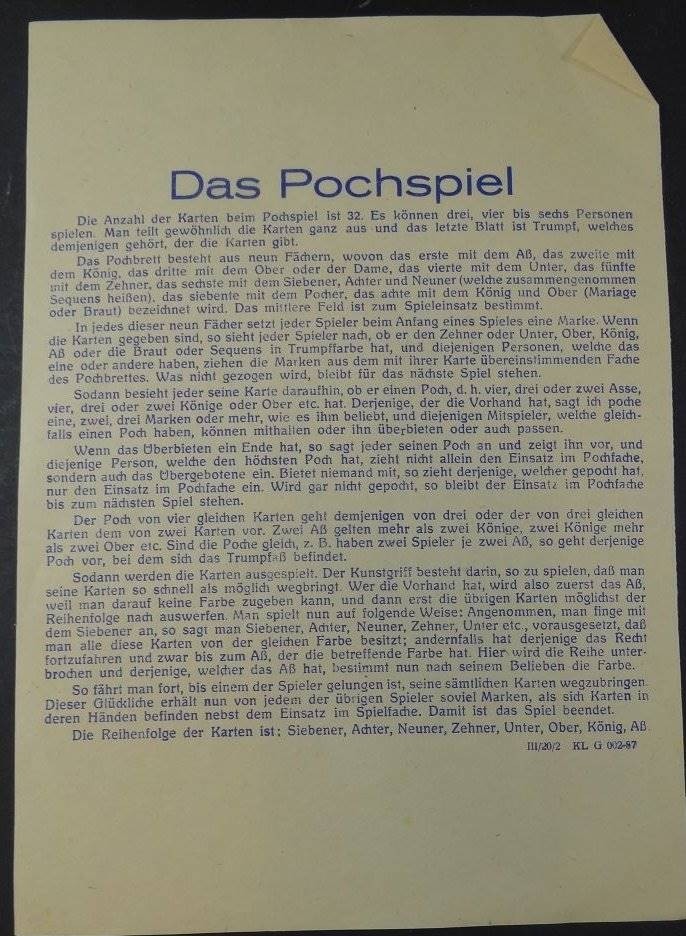 Das Pochspiel
Die Anzahl der Karten beim Pochspiel ist 32. Es können drei, vier bis sechs Personen
spielen. Man teilt gewöhnlich die Karten ganz aus und das letzte Blatt ist Trumpf, welches
demjenigen gehört, der die Karten gibt.
Das Pochbrett besteht aus neun Fächern, wovon das erste mit dem Aß, das zweite mit
dem König, das dritte mit dem Ober oder der Dame, das vierte mit dem Unter, das fünfte
mit dem Zehner, das sechste mit dem Siebener, Achter und Neuner (welche zusammengenommen
Sequens heißen), das siebente mit dem Pocher, das achte mit dem König und Ober (Mariage
oder Braut) bezeichnet wird. Das mittlere Feld ist zum Spieleinsatz bestimmt.
In jedes dieser neun Fächer setzt jeder Spieler beim Anfang eines Spieles eine Marke. Wenn
die Karten gegeben sind, so sieht jeder Spieler nach, ob er den Zehner oder Unter, Ober, König,
Aß oder die Braut oder Sequens in Trumpffarbe hat, und diejenigen Personen, welche das
eine oder andere haben, ziehen die Marken aus dem mit ihrer Karte übereinstimmenden Fache
des Pochbrettes. Was nicht gezogen wird, bleibt für das nächste Spiel stehen.
Sodann besieht jeder seine Karte daraufhin, ob er einen Poch, d. h. vier, drei oder zwei Asse,
vier, drei oder zwei Könige oder Ober etc. hat. Derjenige, der die Vorhand hat, sagt ich poche
eine, zwei, drei Marken oder mehr, wie es ihm beliebt, und diejenigen Mitspieler, welche gleich-
falls einen Poch haben, können mithalten oder ihn überbieten oder auch passen.
Wenn das Überbieten ein Ende hat, so sagt jeder seinen Poch an und zeigt ihn vor, und
diejenige Person, welche den höchsten Poch hat, zieht nicht allein den Einsatz im Pochfache,
sondern auch das Übergebotene ein. Bietet niemand mit, so zieht derjenige, welcher gepocht hat,
nur den Einsatz im Pochfache ein. Wird gar nicht gepocht, so bleibt der Einsatz im Pochfache
bis zum nächsten Spiel stehen.
Der Poch von vier gleichen Karten geht demjenigen von drei oder der von drei gleichen
Karten dem von zwei Karten vor. Zwei Aß gelten mehr als zwei Könige, zwei Könige mehr
als zwei Ober etc. Sind die Poche gleich, z. B. haben zwei Spieler je zwei Aß, so geht derjenige
Poch vor, bei dem sich das Trumpfaß befindet.
Sodann werden die Karten ausgespielt. Der Kunstgriff besteht darin, so zu spielen, daß man
seine Karten so schnell als möglich wegbringt. Wer die Vorhand hat, wird also zuerst das Aß,
weil man darauf keine Farbe zugeben kann, und dann erst die übrigen Karten möglichst der
Reihenfolge nach auswerfen. Man spielt nun auf folgende Weise: Angenommen, man finge mit
dem Siebener an, so sagt man Siebener, Achter, Neuner, Zehner, Unter etc., vorausgesetzt, daß
man alle diese Karten von der gleichen Farbe besitzt; andernfalls hat derjenige das Recht
fortzufahren und zwar bis zum Aß, der die betreffende Farbe hat. Hier wird die Reihe unter-
brochen und derjenige, welcher das Aß hat, bestimmt nun nach seinem Belieben die Farbe.
So fährt man fort, bis einem der Spieler gelungen ist, seine sämtlichen Karten wegzubringen.
Dieser Glückliche erhält nun von jedem der übrigen Spieler soviel Marken, als sich Karten in
deren Händen befinden nebst dem Einsatz im Spielfache. Damit ist das Spiel beendet.
Die Reihenfolge der Karten ist: Siebener, Achter, Neuner, Zehner, Unter, Ober, König, Aß.
III/20/2 KL G 002-87